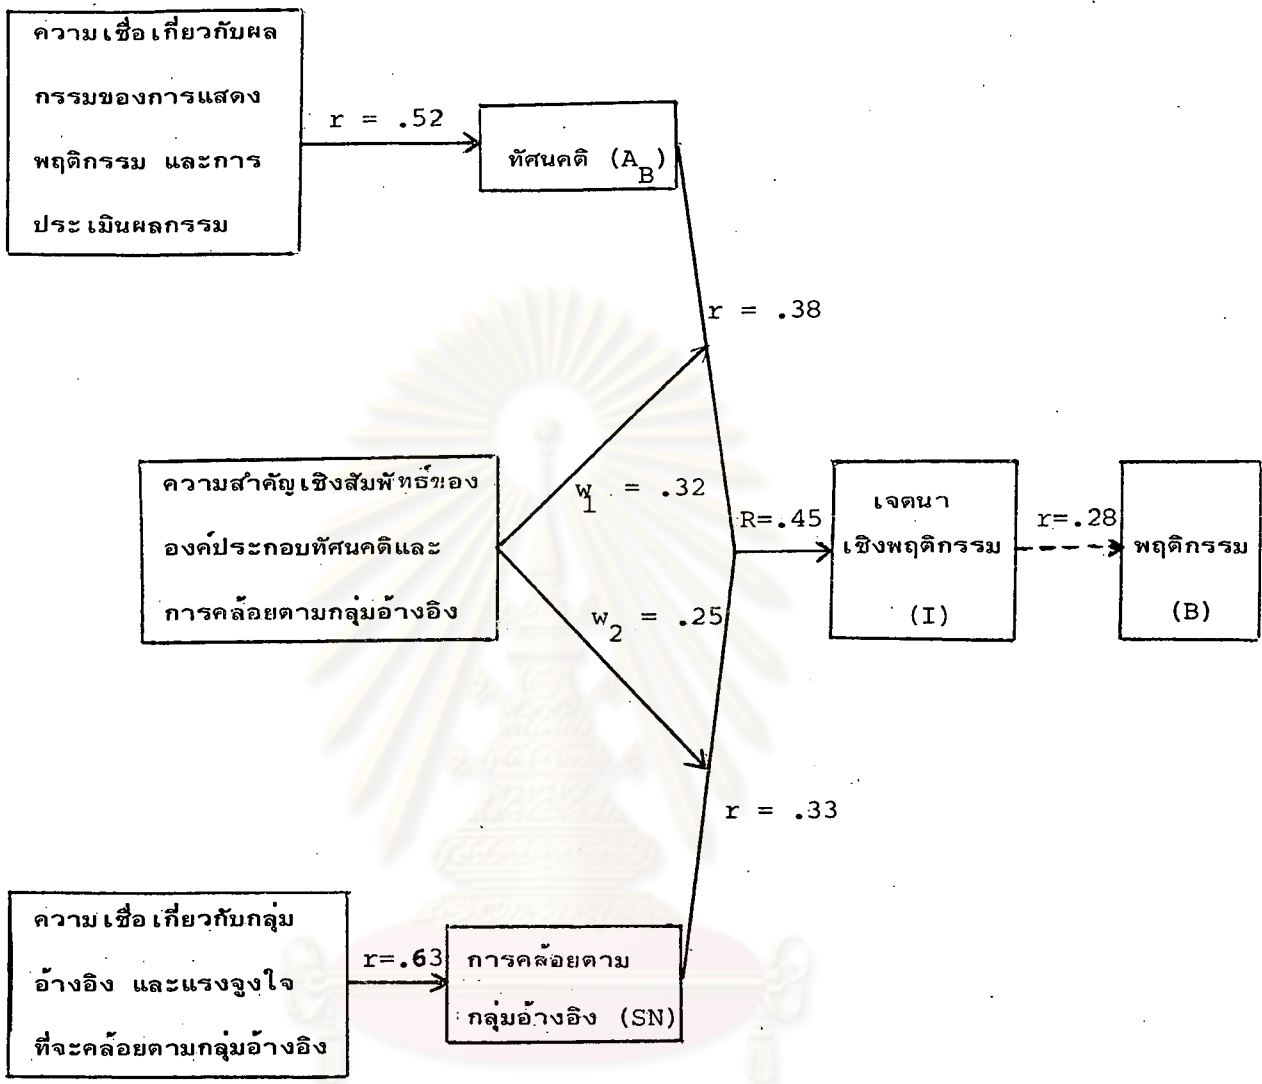 ความเชื่อเกี่ยวกับผล
กรรมของการแสดง
พฤติกรรม และการ
ประเมินผลกรรม
r = .52
ทัศนคติ (A_B)
r = .38
ความสำคัญเชิงสัมพัทธ์ของ
องค์ประกอบทัศนคติและ
การคล้อยตามกลุ่มอ้างอิง
w_1 = .32
w_2 = .25
R=.45
เจตนา
เชิงพฤติกรรม
(I)
r=.28
พฤติกรรม
(B)
r = .33
ความเชื่อเกี่ยวกับกลุ่ม
อ้างอิง และแรงจูงใจ
ที่จะคล้อยตามกลุ่มอ้างอิง
r=.63
การคล้อยตาม
กลุ่มอ้างอิง (SN)